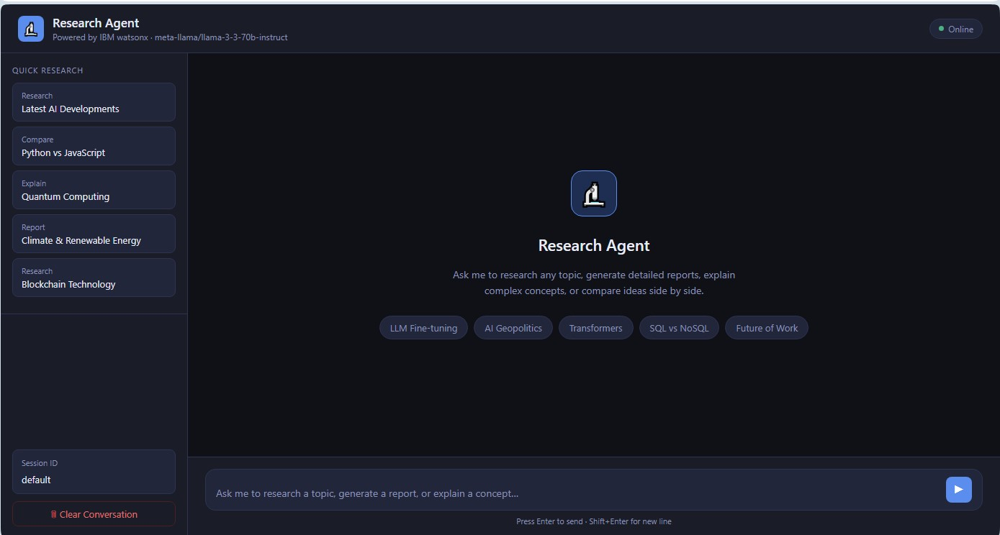 Research Agent
Powered by IBM watsonx · meta-llama/llama-3-3-70b-instruct
Online
QUICK RESEARCH
Research
Latest AI Developments
Compare
Python vs JavaScript
Explain
Quantum Computing
Report
Climate & Renewable Energy
Research
Blockchain Technology
Session ID
default
Clear Conversation
Research Agent
Ask me to research any topic, generate detailed reports, explain
complex concepts, or compare ideas side by side.
LLM Fine-tuning
AI Geopolitics
Transformers
SQL vs NoSQL
Future of Work
Ask me to research a topic, generate a report, or explain a concept...
Press Enter to send · Shift+Enter for new line